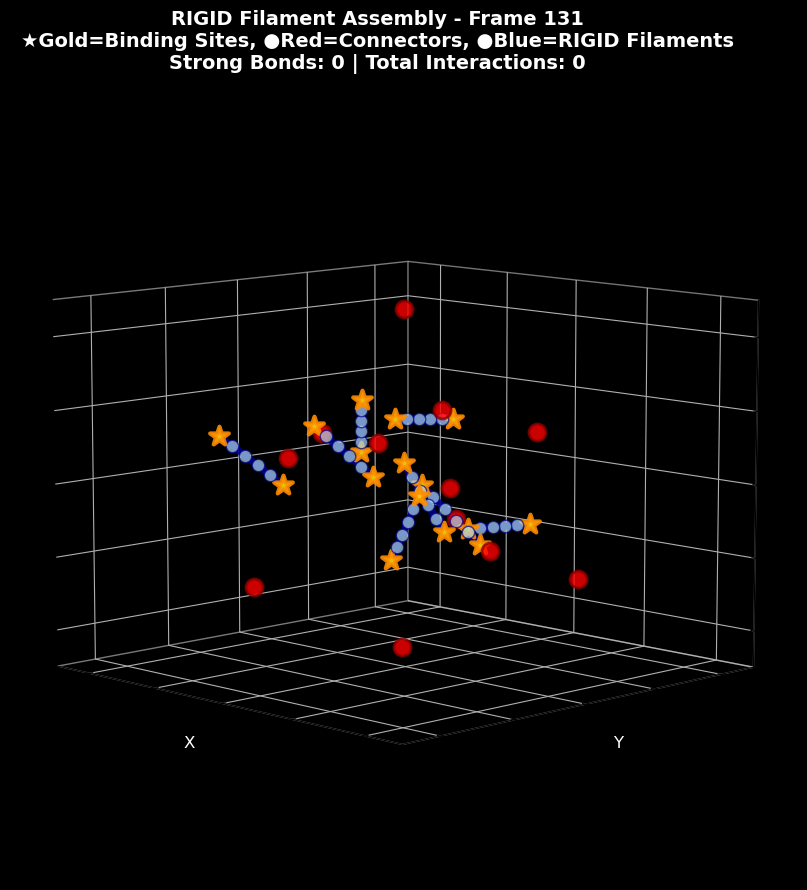 RIGID Filament Assembly - Frame 131
★Gold=Binding Sites, ●Red=Connectors, ●Blue=RIGID Filaments
Strong Bonds: 0 | Total Interactions: 0
X
Y